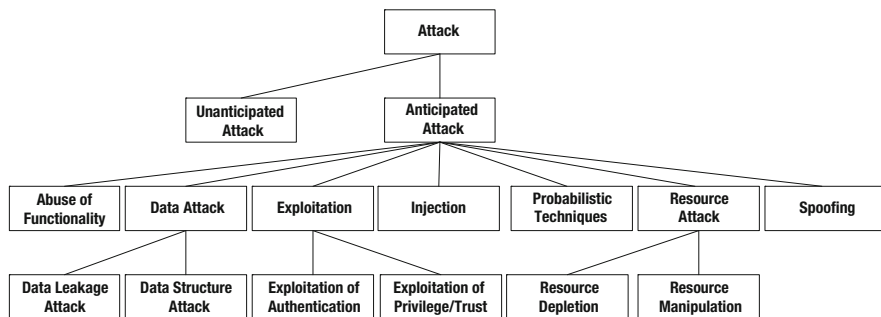 Attack
Unanticipated
Attack
Anticipated
Attack
Abuse of
Functionality
Data Attack
Exploitation
Injection
Probabilistic
Techniques
Resource
Attack
Spoofing
Data Leakage
Attack
Data Structure
Attack
Exploitation of
Authentication
Exploitation of
Privilege/Trust
Resource
Depletion
Resource
Manipulation